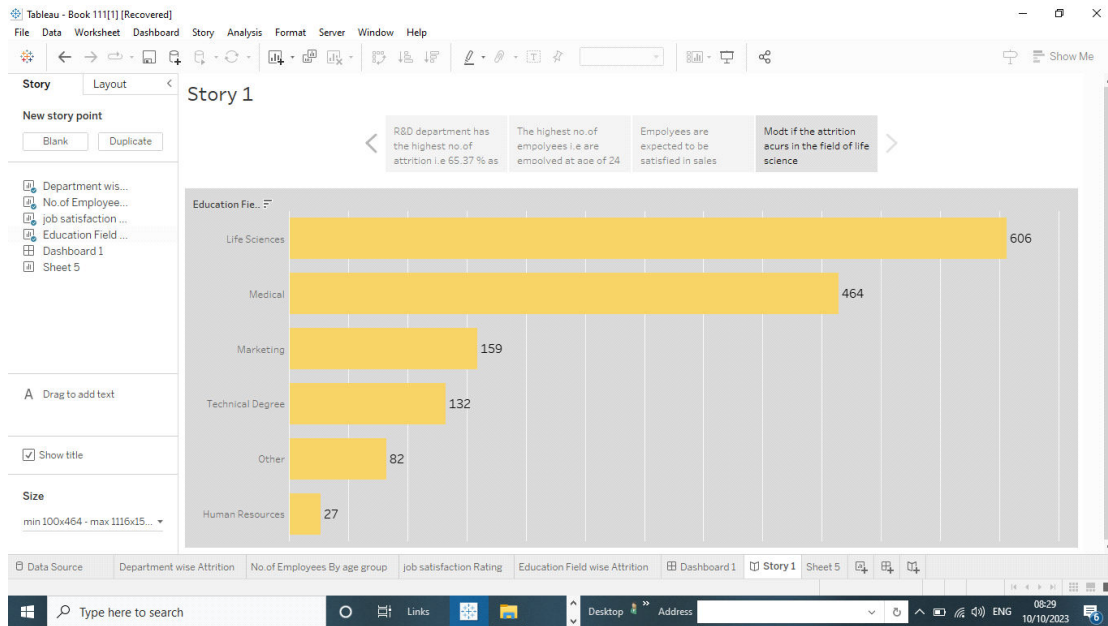 Tableau - Book 111[1] [Recovered]
File Data Worksheet Dashboard Story Analysis Format Server Window Help
Show Me
Story Layout
New story point
Blank Duplicate
Department wis...
No.of Employee...
job satisfaction ...
Education Field ...
Dashboard 1
Sheet 5
A Drag to add text
Show title
Size
min 100x464 - max 1116x15...
Story 1
R&D department has
the highest no.of
attrition i.e 65.37 % as
The highest no.of
empolyees i.e are
empolved at age of 24
Empolyees are
expected to be
satisfied in sales
Modt if the attrition
acurs in the field of life
science
Education Fie..
Life Sciences 606
Medical 464
Marketing 159
Technical Degree 132
Other 82
Human Resources 27
Data Source Department wise Attrition No.of Employees By age group job satisfaction Rating Education Field wise Attrition Dashboard 1 Story 1 Sheet 5
Type here to search Links Desktop Address ENG 08:29
10/10/2023 6